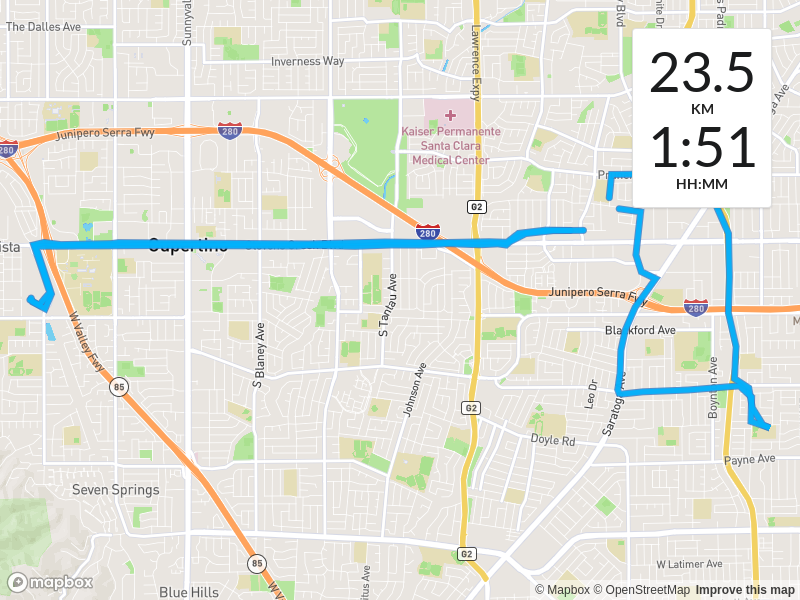 The Dalles Ave
Sunnyval
Inverness Way
Lawrence Expy
Junipero Serra Fwy
280
280
Kaiser Permanente
Santa Clara
Medical Center
23.5
KM
1:51
HH:MM
G2
280
Cupertino
Junipero Serra Fwy
280
Blackford Ave
W Valley Fwy
S Tantau Ave
S Blaney Ave
85
Johnson Ave
Leo Dr
Saratoga Ave
Boynton Ave
G2
Doyle Rd
Payne Ave
Seven Springs
G2
85
W Latimer Ave
Blue Hills
mapbox
© Mapbox © OpenStreetMap Improve this map